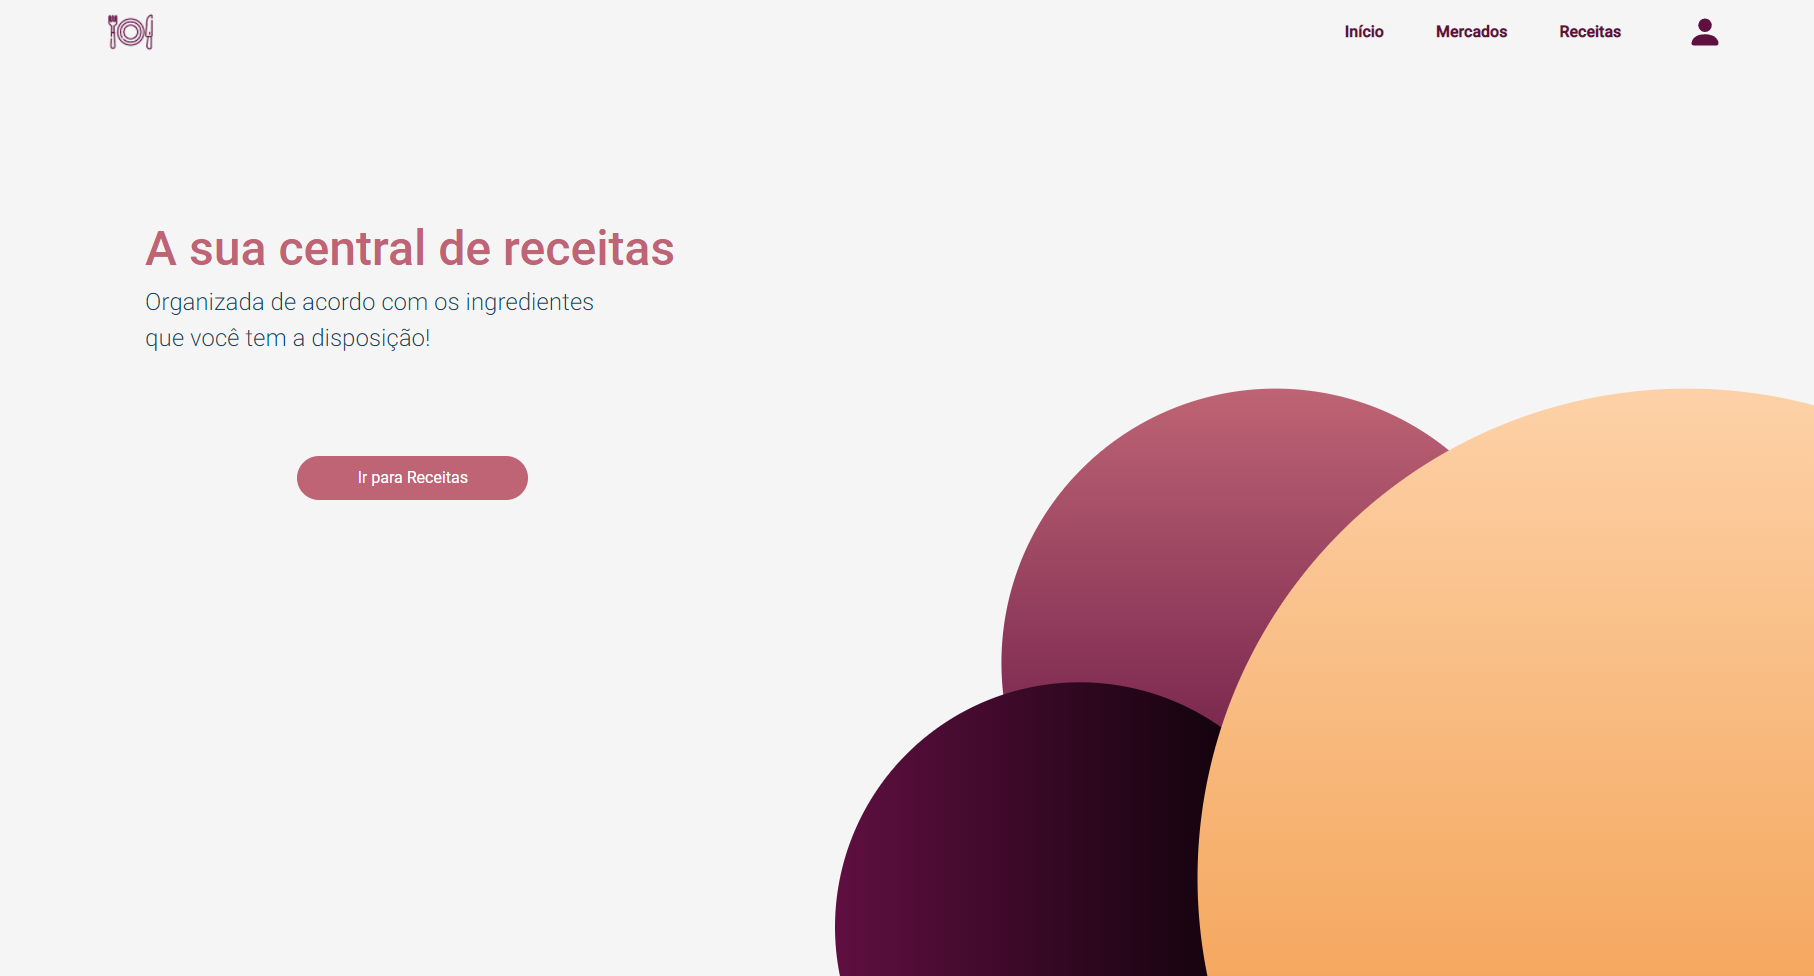 Início
Mercados
Receitas
A sua central de receitas
Organizada de acordo com os ingredientes
que você tem a disposição!
Ir para Receitas